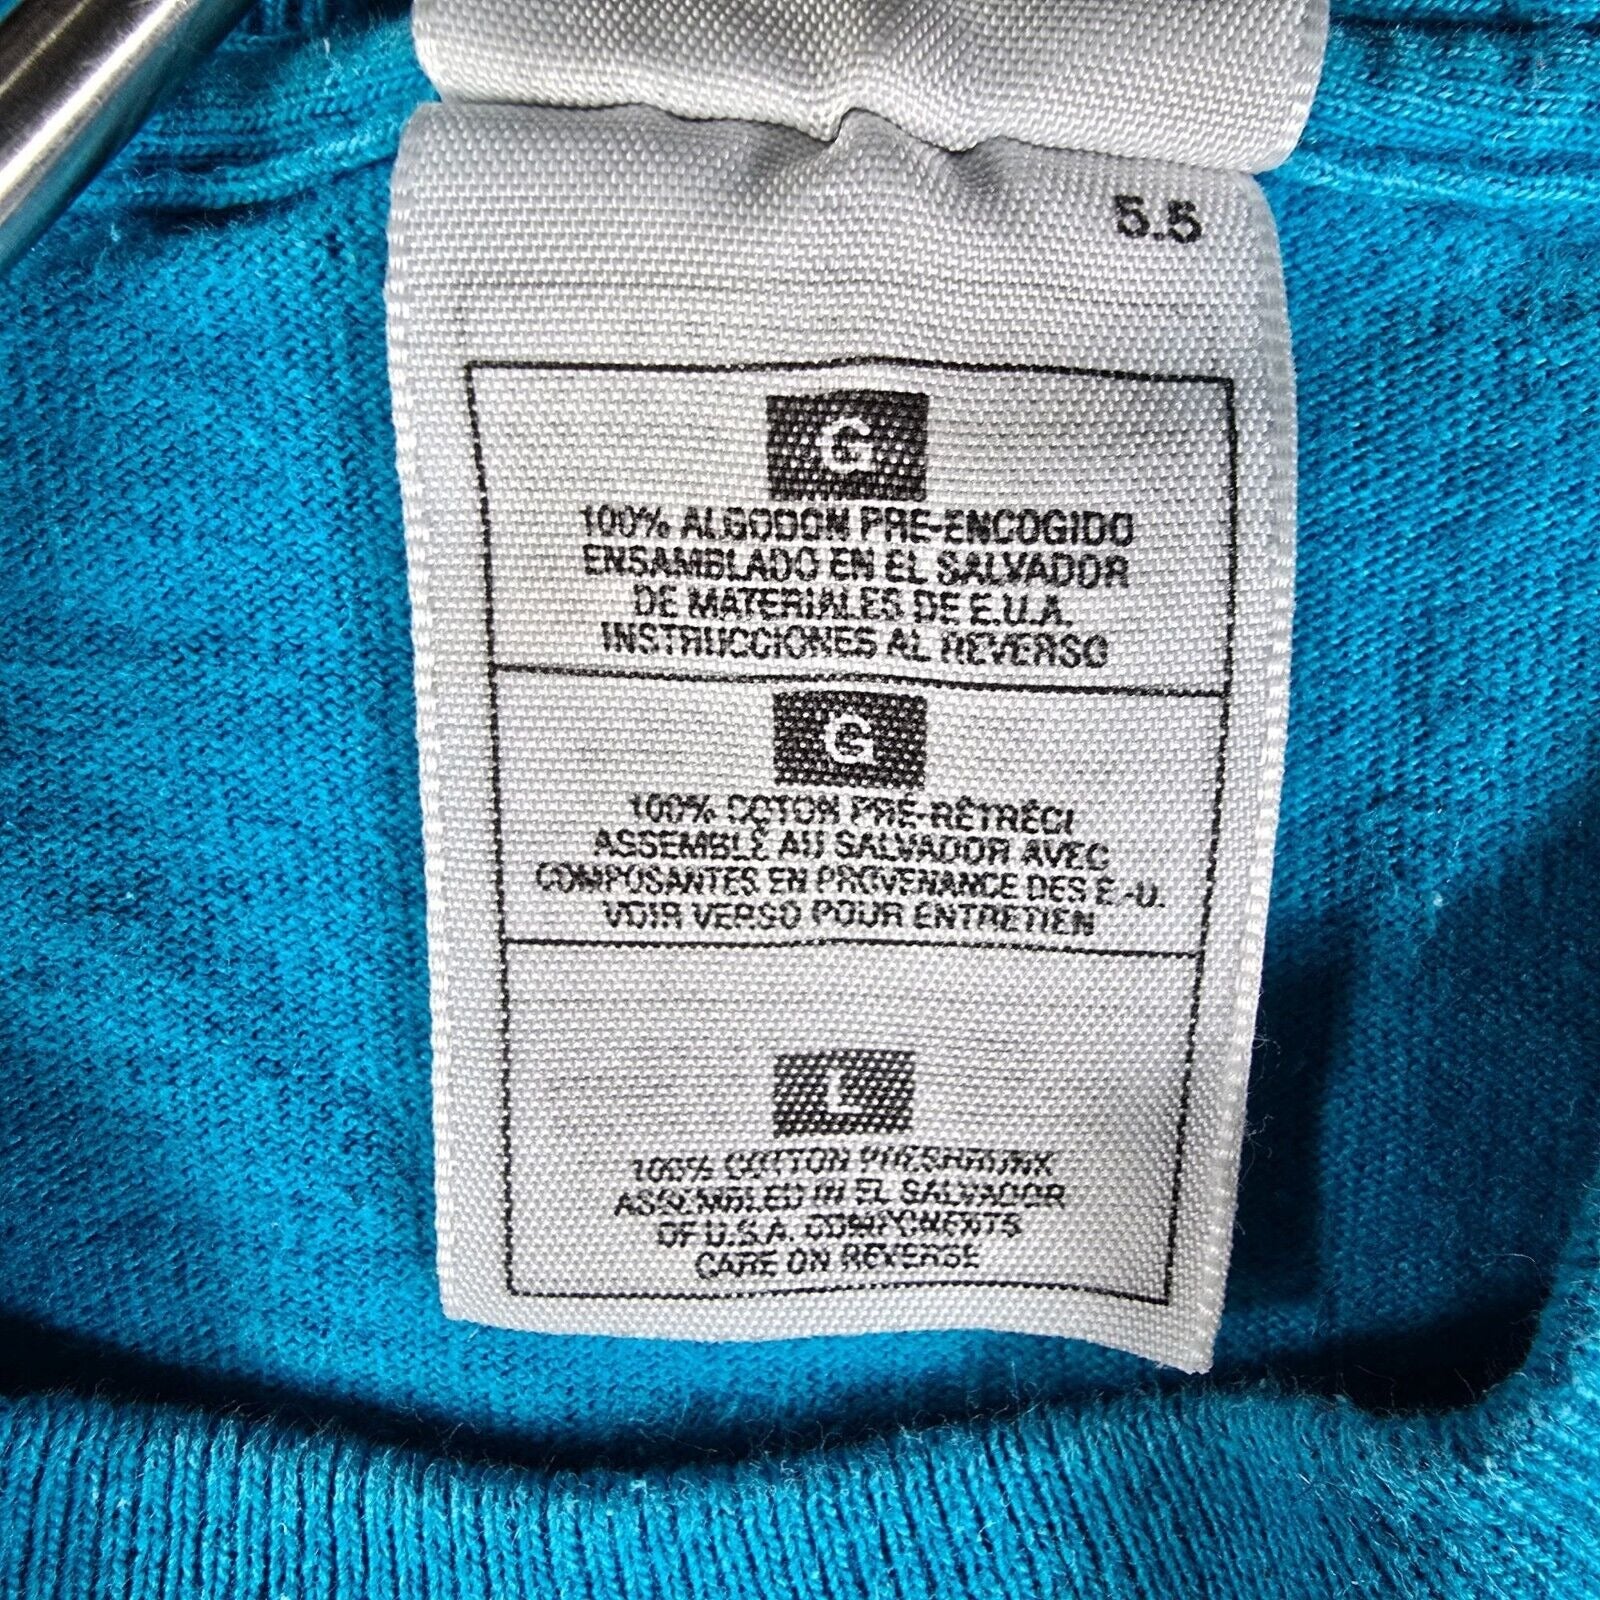 5.5
G
100% ALGODON PRE-ENCOGIDO
ENSAMBLADO EN EL SALVADOR
DE MATERIALES DE E.U.A.
INSTRUCCIONES AL REVERSO
G
100% COTON PRÉ-RÉTRÉCI
ASSEMBLÉ AU SALVADOR AVEC
COMPOSANTES EN PROVENANCE DES É.-U.
VOIR VERSO POUR ENTRETIEN
L
100% COTTON PRESHRUNK
ASSEMBLED IN EL SALVADOR
OF U.S.A. COMPONENTS
CARE ON REVERSE